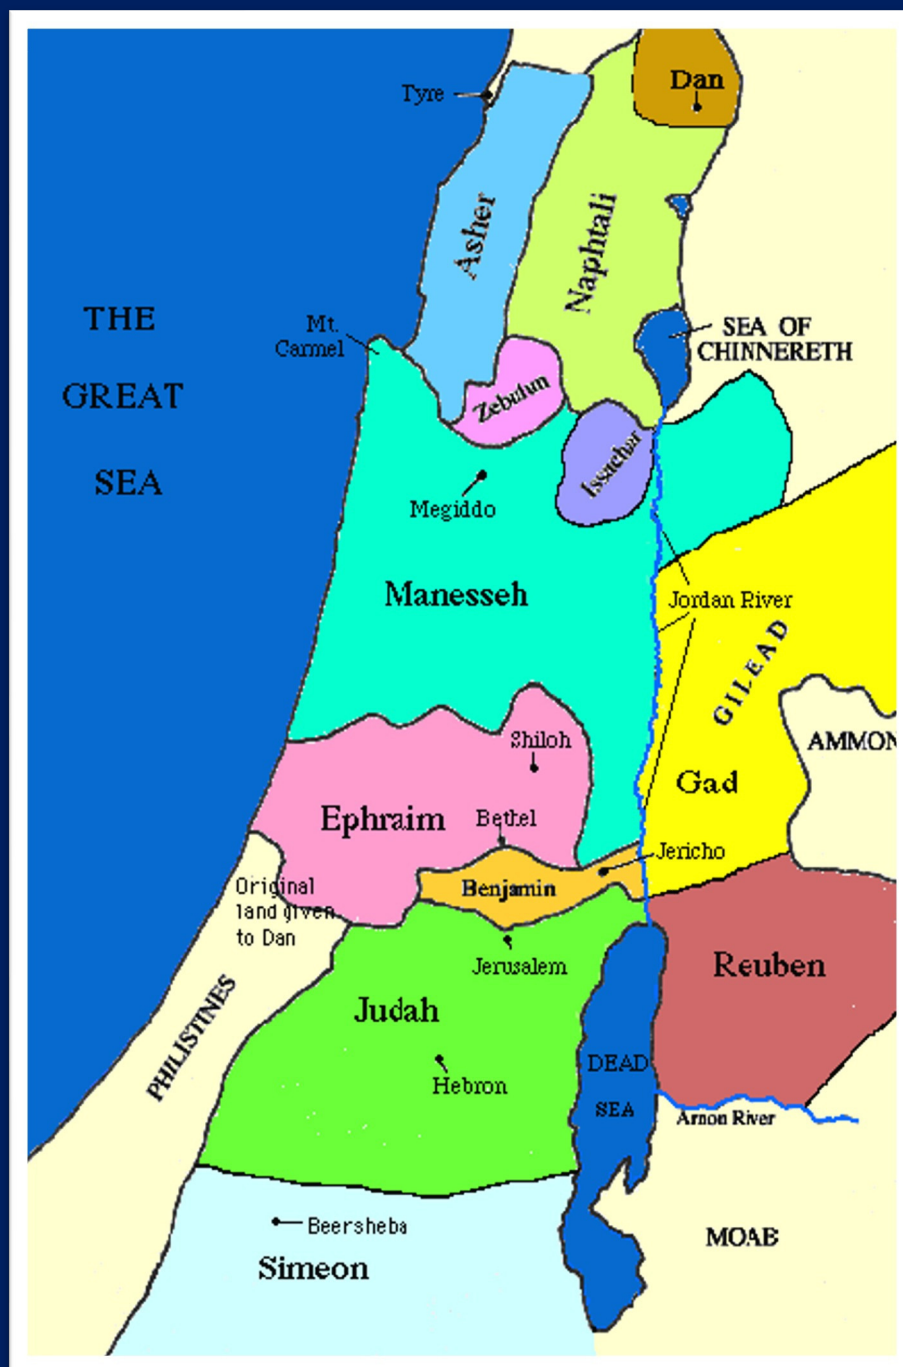 Dan
Tyre
Asher
Naphtali
THE
GREAT
SEA
Mt.
Carmel
SEA OF
CHINNERETH
Zebulun
Issachar
Megiddo
Manesseh
Jordan River
GILEAD
Shiloh
AMMON
Gad
Ephraim
Bethel
Jericho
Original
land given
to Dan
Benjamin
Jerusalem
Reuben
PHILISTINES
Judah
Hebron
DEAD
SEA
Arnon River
Beersheba
MOAB
Simeon